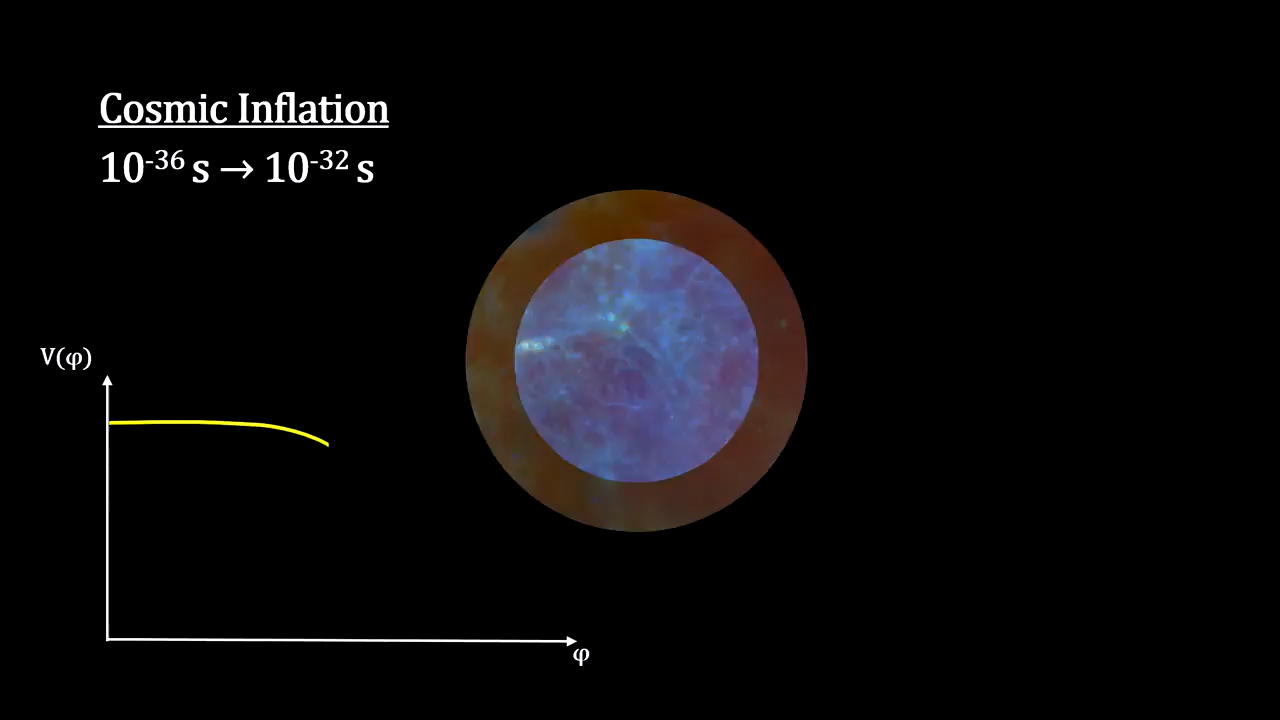 Cosmic Inflation
10⁻³⁶ s → 10⁻³² s
V(φ)
φ